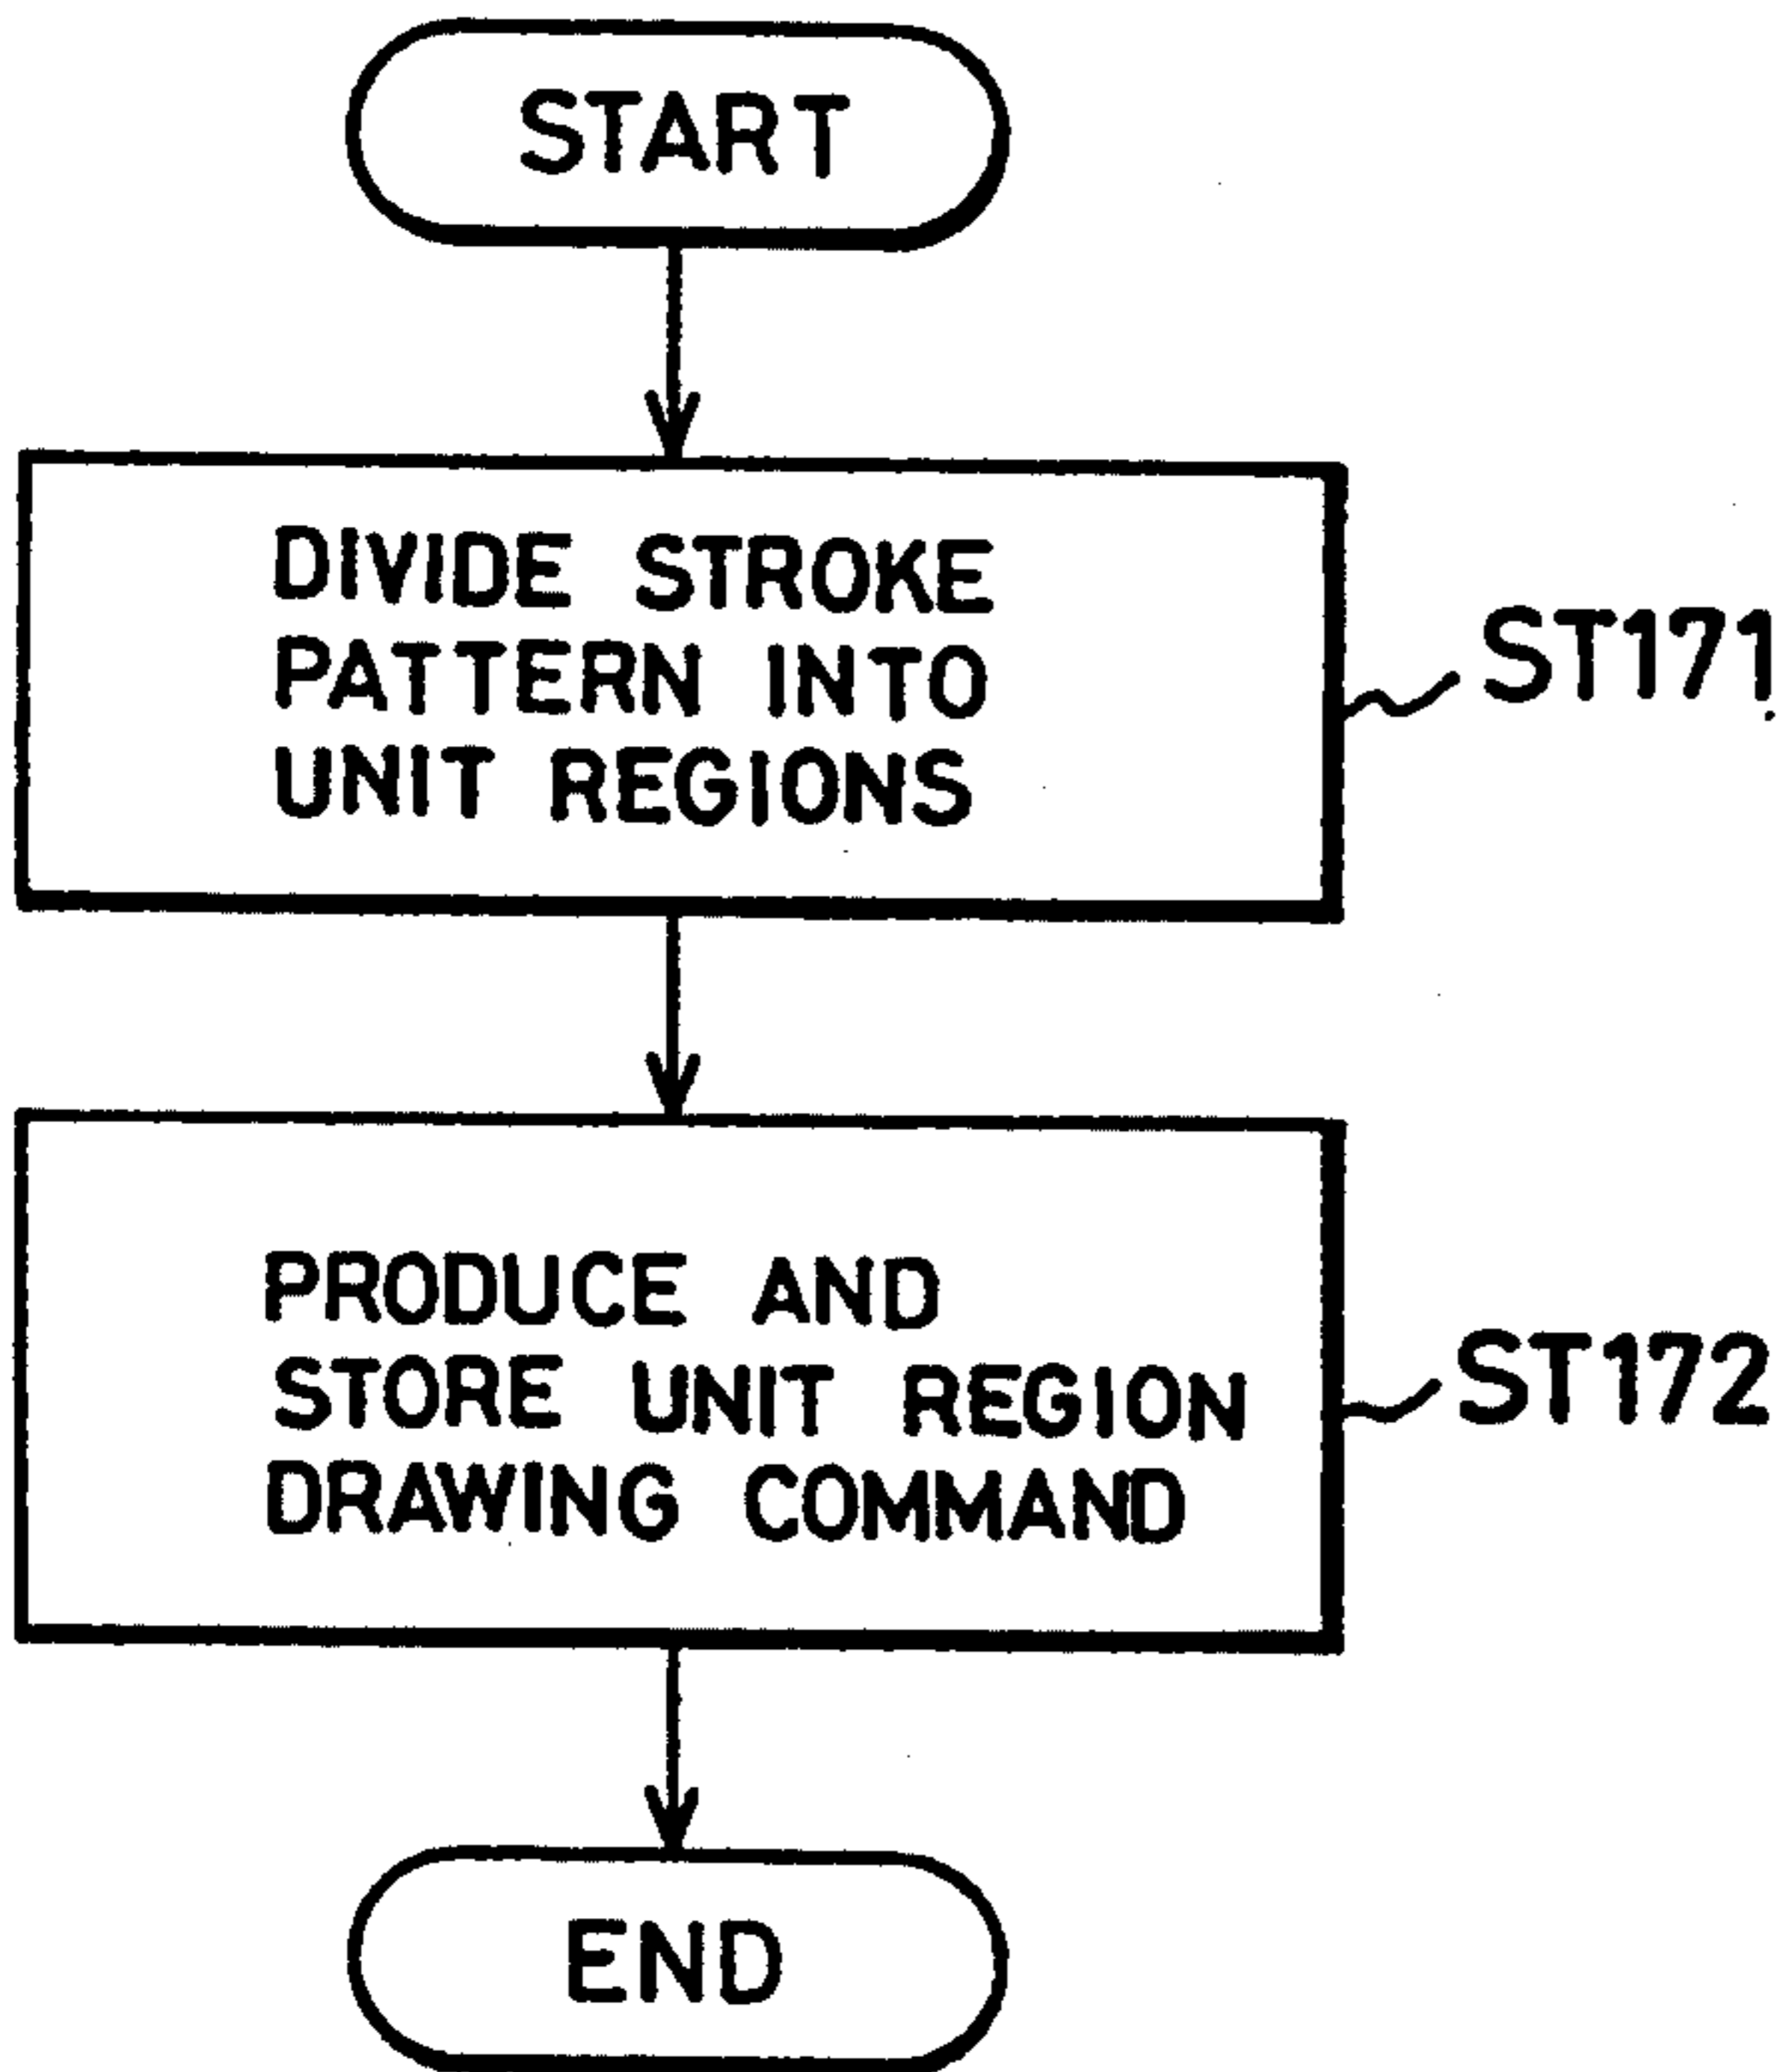 START
DIVIDE STROKE
PATTERN INTO
UNIT REGIONS
ST171
PRODUCE AND
STORE UNIT REGION
DRAWING COMMAND
ST172
END